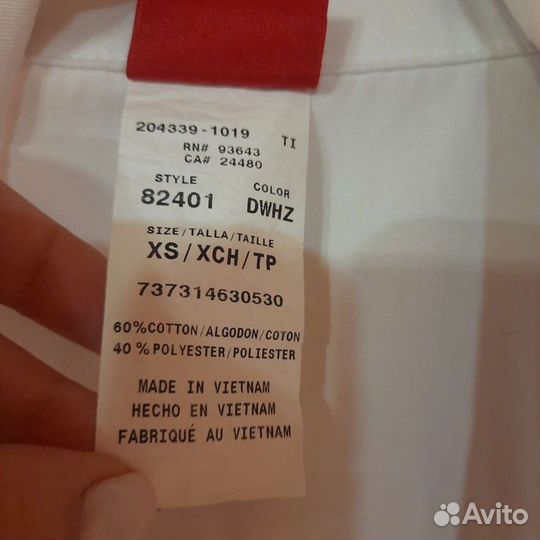 204339-1019 TI
RN# 93643
CA# 24480
STYLE COLOR
82401 DWHZ
SIZE/TALLA/TAILLE
XS/XCH/TP
737314630530
60%COTTON/ALGODON/COTON
40%POLYESTER/POLIESTER
MADE IN VIETNAM
HECHO EN VIETNAM
FABRIQUÉ AU VIETNAM
Avito